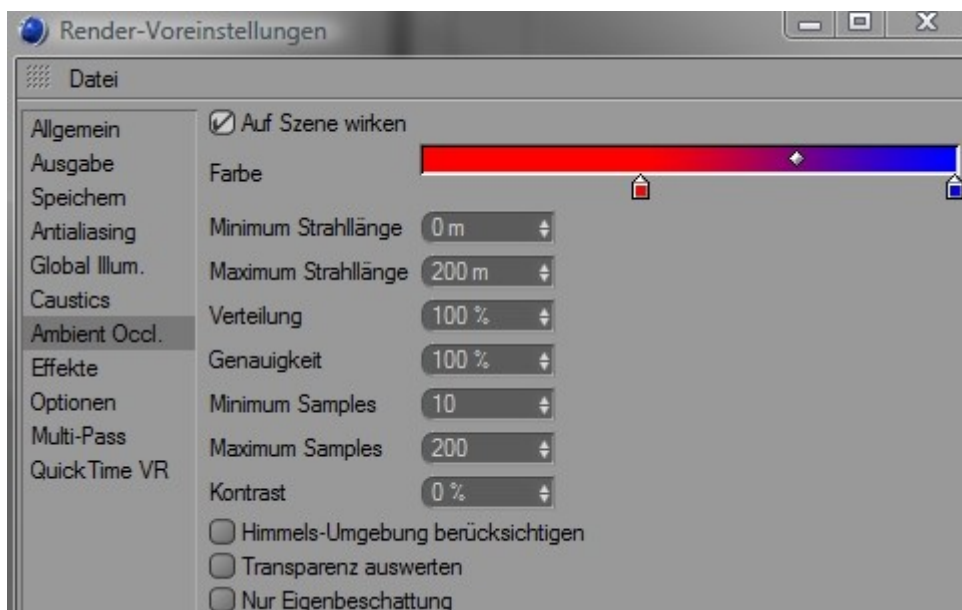 Render-Voreinstellungen
Datei
Allgemein
Ausgabe
Speichern
Antialiasing
Global Illum.
Caustics
Ambient Occl.
Effekte
Optionen
Multi-Pass
QuickTime VR
Auf Szene wirken
Farbe
Minimum Strahllänge 0 m
Maximum Strahllänge 200 m
Verteilung 100 %
Genauigkeit 100 %
Minimum Samples 10
Maximum Samples 200
Kontrast 0 %
Himmels-Umgebung berücksichtigen
Transparenz auswerten
Nur Eigenbeschattung